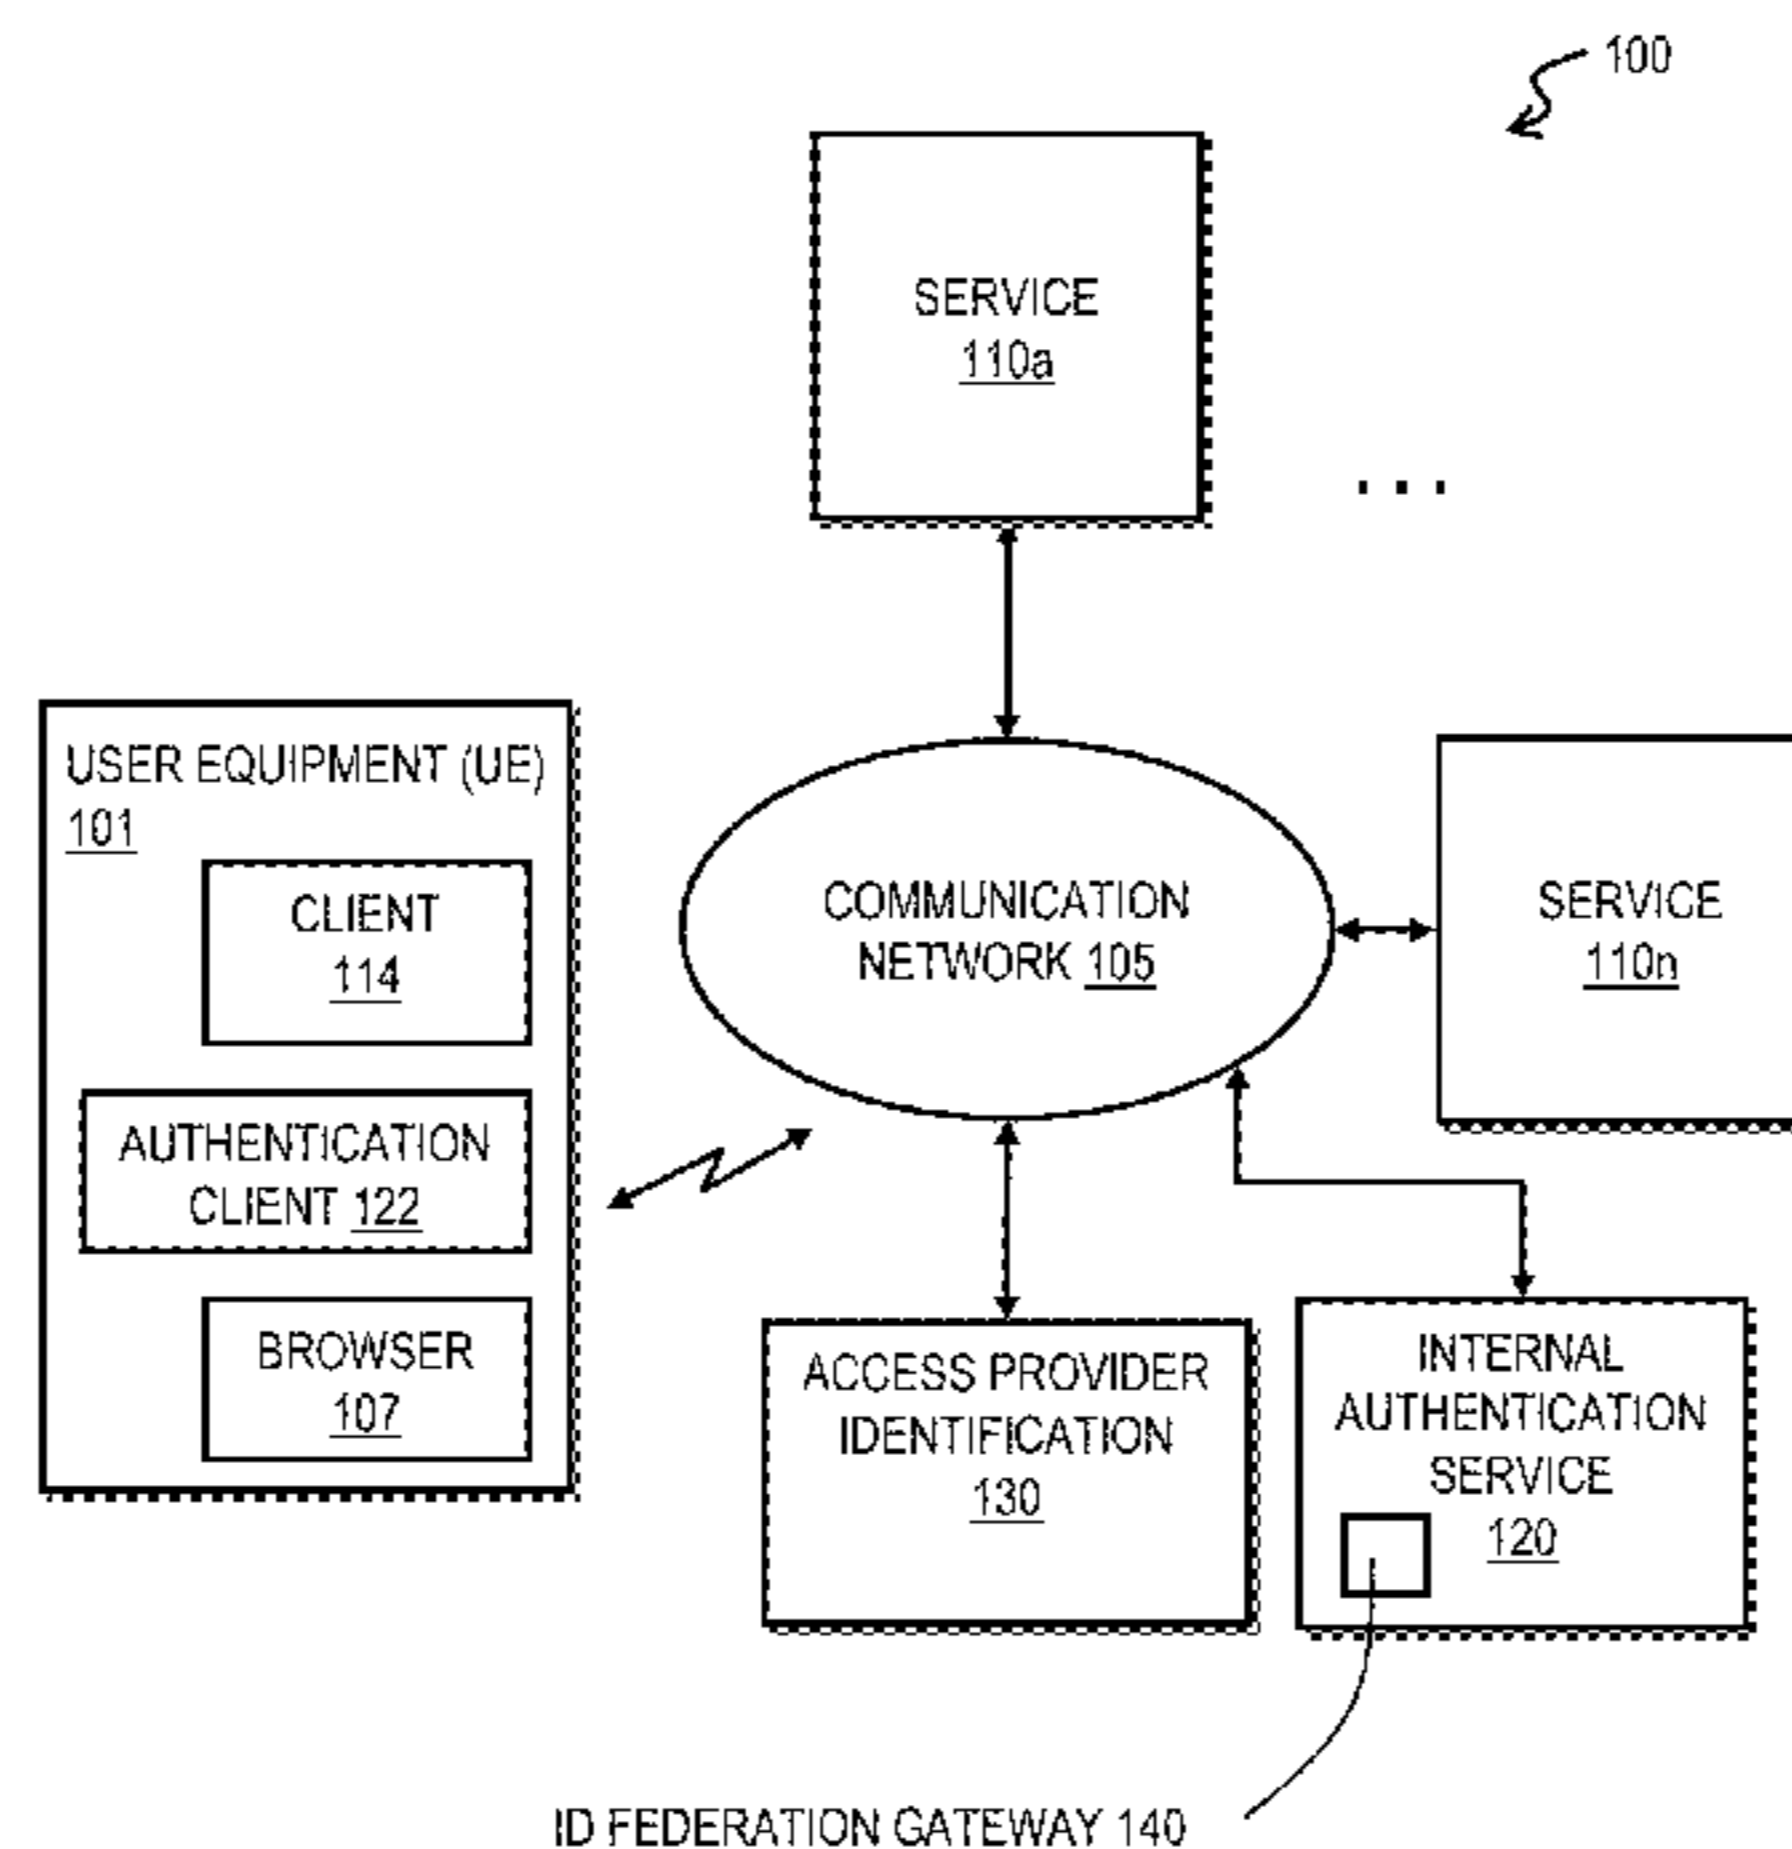 100
SERVICE
110a
. . .
USER EQUIPMENT (UE)
101
CLIENT
114
AUTHENTICATION
CLIENT 122
BROWSER
107
COMMUNICATION
NETWORK 105
SERVICE
110n
ACCESS PROVIDER
IDENTIFICATION
130
INTERNAL
AUTHENTICATION
SERVICE
120
ID FEDERATION GATEWAY 140